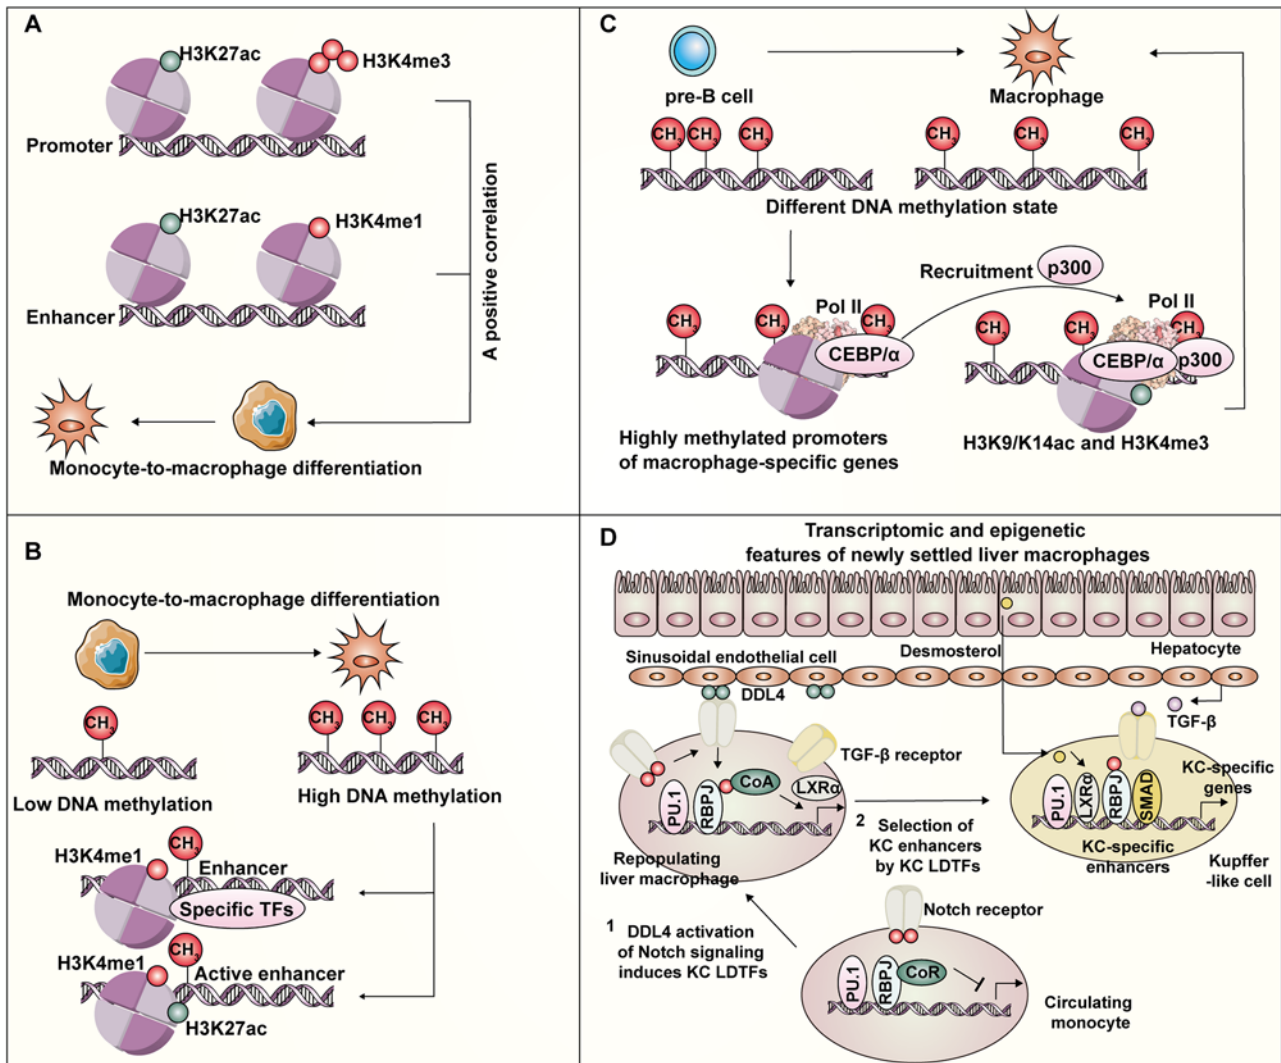 A
H3K27ac
H3K4me3
Promoter
H3K27ac
H3K4me1
Enhancer
A positive correlation
Monocyte-to-macrophage differentiation
B
Monocyte-to-macrophage differentiation
CH3
CH3
CH3
CH3
Low DNA methylation
High DNA methylation
H3K4me1
CH3
Enhancer
Specific TFs
H3K4me1
CH3
Active enhancer
H3K27ac
C
pre-B cell
Macrophage
CH3
CH3
CH3
CH3
CH3
CH3
Different DNA methylation state
Recruitment
p300
CH3
CH3
Pol II
CH3
CEBP/α
CH3
CH3
Pol II
CH3
CEBP/α
p300
Highly methylated promoters
of macrophage-specific genes
H3K9/K14ac and H3K4me3
D
Transcriptomic and epigenetic
features of newly settled liver macrophages
Sinusoidal endothelial cell
Desmosterol
Hepatocyte
DDL4
TGF-β
TGF-β receptor
PU.1
RBPJ
CoA
LXRα
PU.1
LXRα
RBPJ
SMAD
KC-specific
genes
KC-specific
enhancers
Repopulating
liver macrophage
2
Selection of
KC enhancers
by KC LDTFs
Kupffer
-like cell
1
DDL4 activation
of Notch signaling
induces KC LDTFs
Notch receptor
PU.1
RBPJ
CoR
Circulating
monocyte